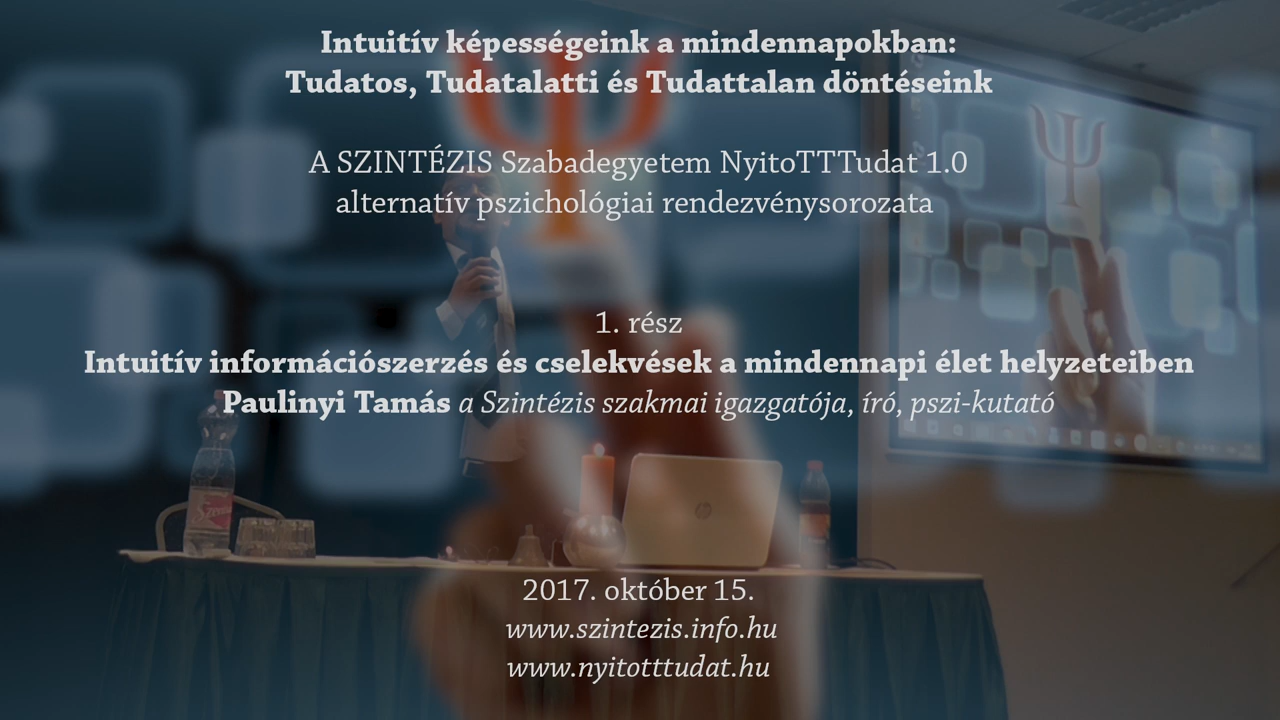 Intuitív képességeink a mindennapokban:
Tudatos, Tudatalatti és Tudattalan döntéseink
A SZINTÉZIS Szabadegyetem NyitoTTTudat 1.0
alternatív pszichológiai rendezvénysorozata
1. rész
Intuitív információszerzés és cselekvések a mindennapi élet helyzeteiben
Paulinyi Tamás a Szintézis szakmai igazgatója, író, pszi-kutató
2017. október 15.
www.szintezis.info.hu
www.nyitotttudat.hu